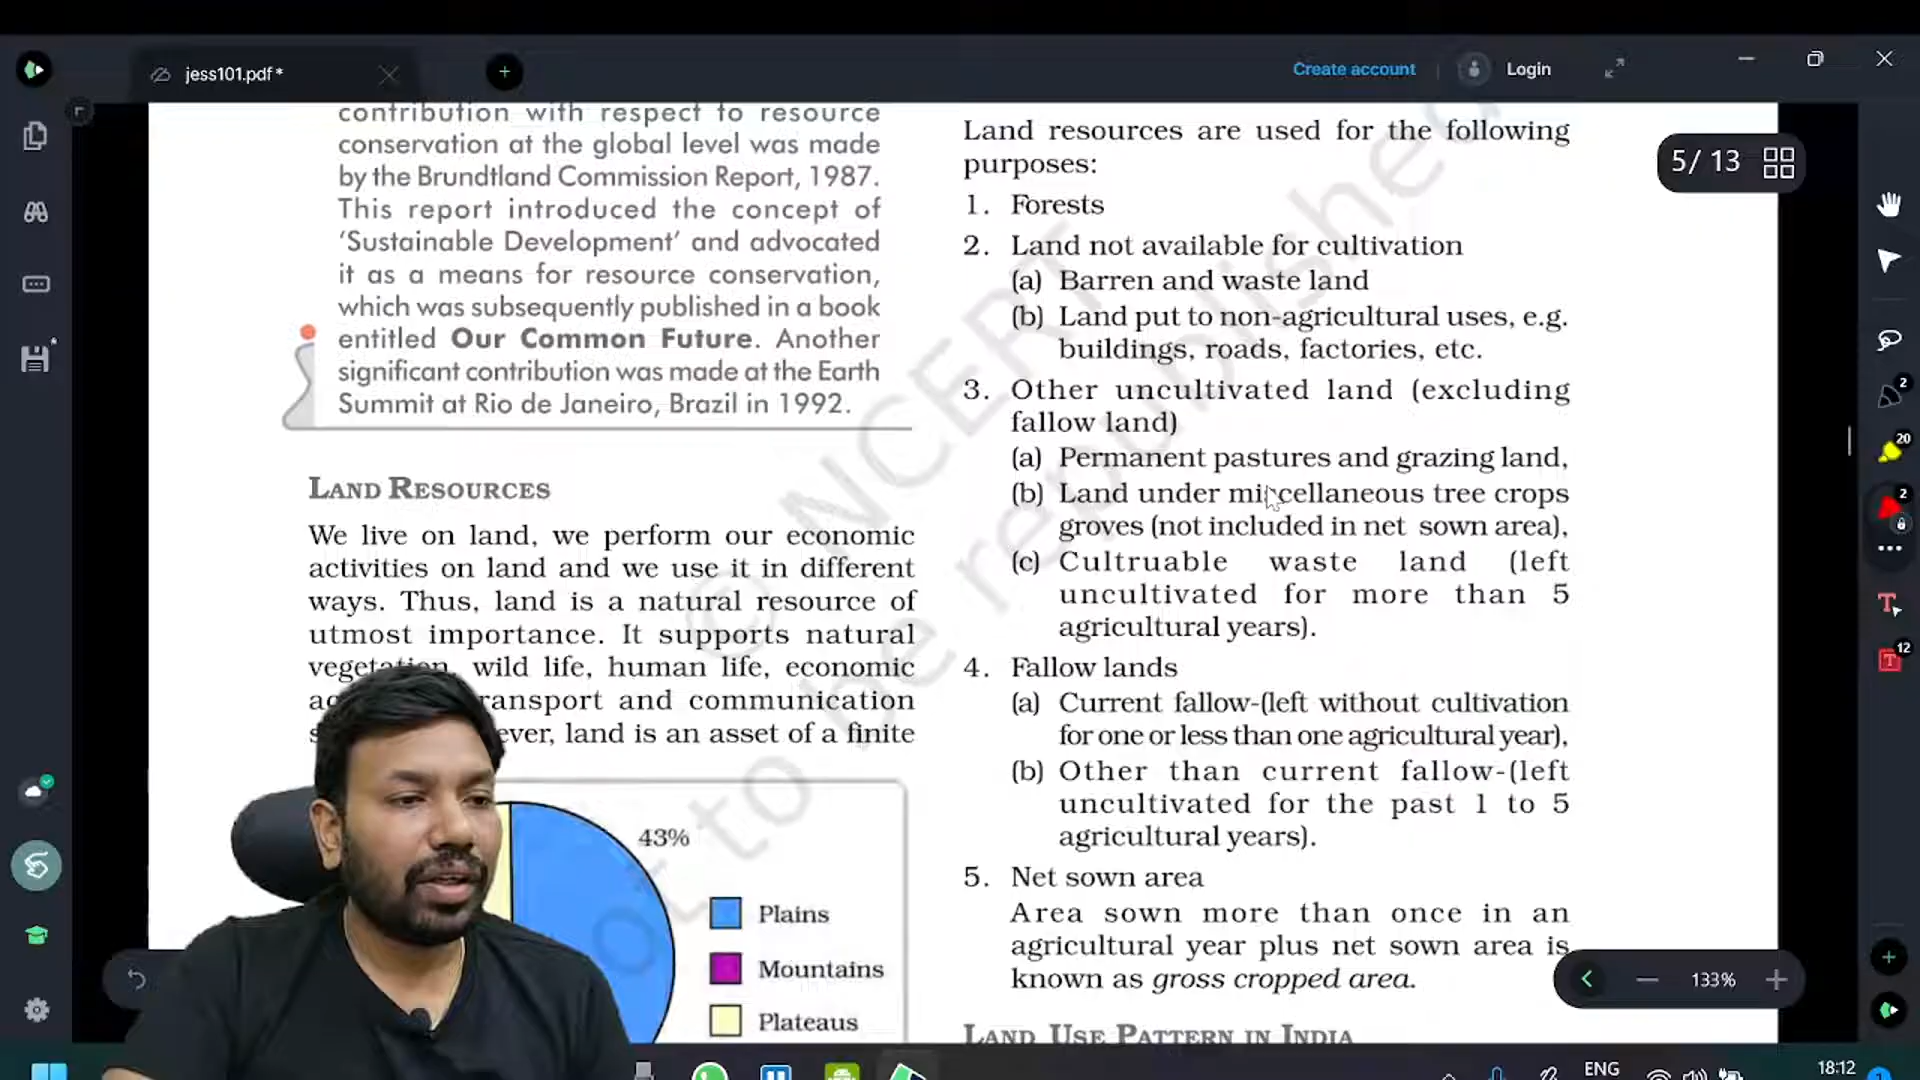 jess101.pdf*
Create account
Login
5/ 13
contribution with respect to resource
conservation at the global level was made
by the Brundtland Commission Report, 1987.
This report introduced the concept of
‘Sustainable Development’ and advocated
it as a means for resource conservation,
which was subsequently published in a book
entitled Our Common Future. Another
significant contribution was made at the Earth
Summit at Rio de Janeiro, Brazil in 1992.
LAND RESOURCES
We live on land, we perform our economic
activities on land and we use it in different
ways. Thus, land is a natural resource of
utmost importance. It supports natural
vegetation, wild life, human life, economic
transport and communication
land is an asset of a finite
43%
Plains
Mountains
Plateaus
Land resources are used for the following
purposes:
1. Forests
2. Land not available for cultivation
(a) Barren and waste land
(b) Land put to non-agricultural uses, e.g.
buildings, roads, factories, etc.
3. Other uncultivated land (excluding
fallow land)
(a) Permanent pastures and grazing land,
(b) Land under miscellaneous tree crops
groves (not included in net sown area),
(c) Cultruable waste land (left
uncultivated for more than 5
agricultural years).
4. Fallow lands
(a) Current fallow-(left without cultivation
for one or less than one agricultural year),
(b) Other than current fallow-(left
uncultivated for the past 1 to 5
agricultural years).
5. Net sown area
Area sown more than once in an
agricultural year plus net sown area is
known as gross cropped area.
LAND USE PATTERN IN INDIA
© NCERT
not to be republished
2
20
2
12
133%
ENG
18:12